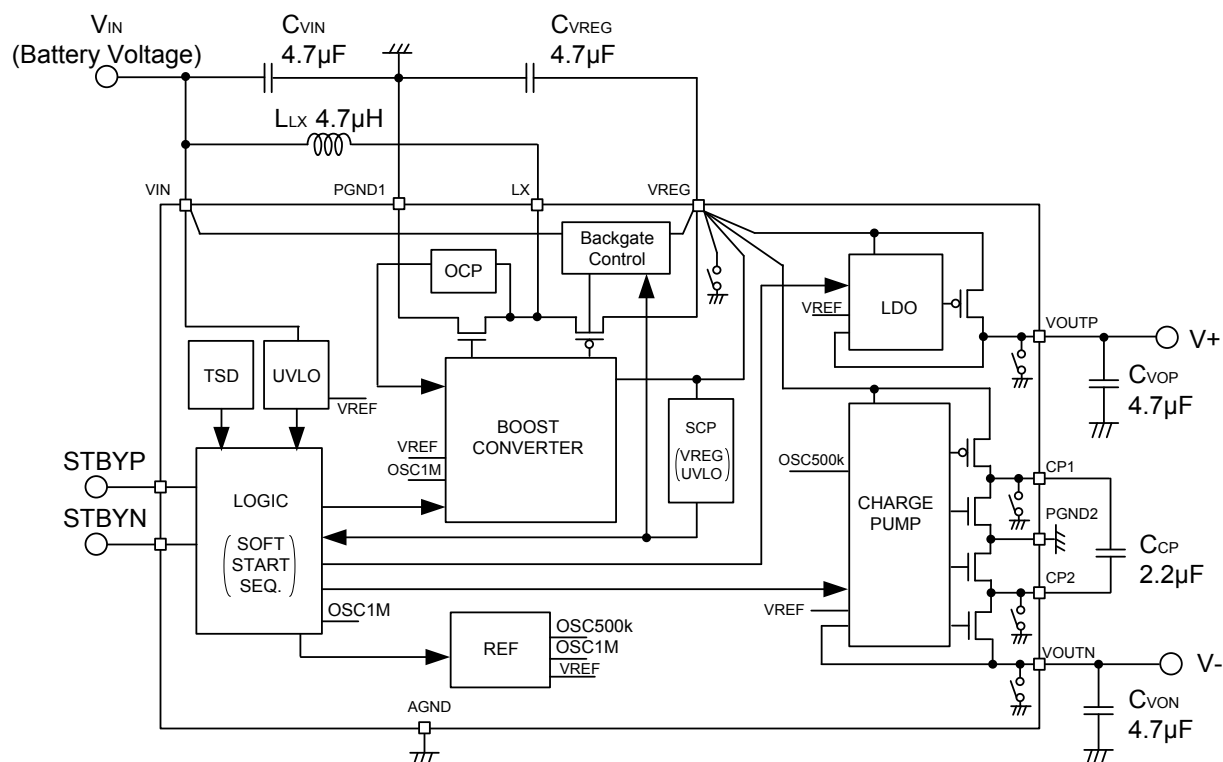 VIN
(Battery Voltage)
CVIN
4.7µF
CVREG
4.7µF
LLX 4.7µH
VIN
PGND1
LX
VREG
Backgate
Control
OCP
LDO
VREF
VOUTP
V+
CVOP
4.7µF
TSD
UVLO
VREF
BOOST
CONVERTER
VREF
OSC1M
SCP
(VREG
UVLO)
OSC500k
CHARGE
PUMP
VREF
CP1
PGND2
CP2
CCP
2.2µF
STBYP
STBYN
LOGIC
(SOFT
START
SEQ.)
OSC1M
REF
OSC500k
OSC1M
VREF
VOUTN
V-
CVON
4.7µF
AGND